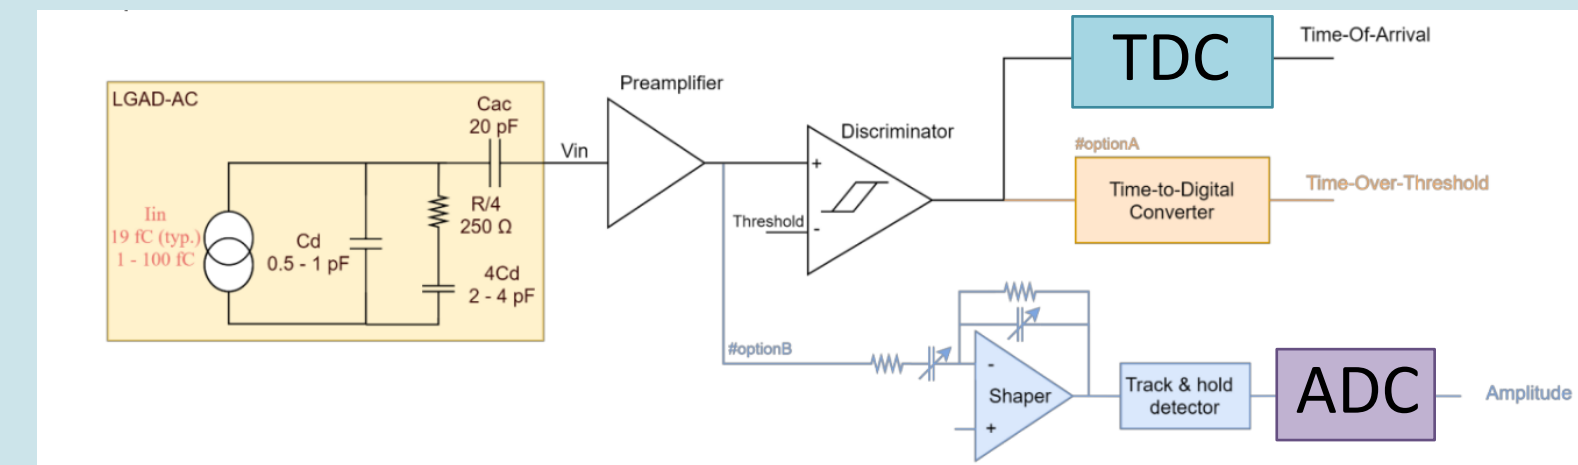 LGAD-AC
Cac
20 pF
Iin
19 fC (typ.)
1 - 100 fC
Cd
0.5 - 1 pF
R/4
250 Ω
4Cd
2 - 4 pF
Vin
Preamplifier
Discriminator
+
Threshold
-
TDC
Time-Of-Arrival
#optionA
Time-to-Digital
Converter
Time-Over-Threshold
#optionB
-
Shaper
+
Track & hold
detector
ADC
Amplitude